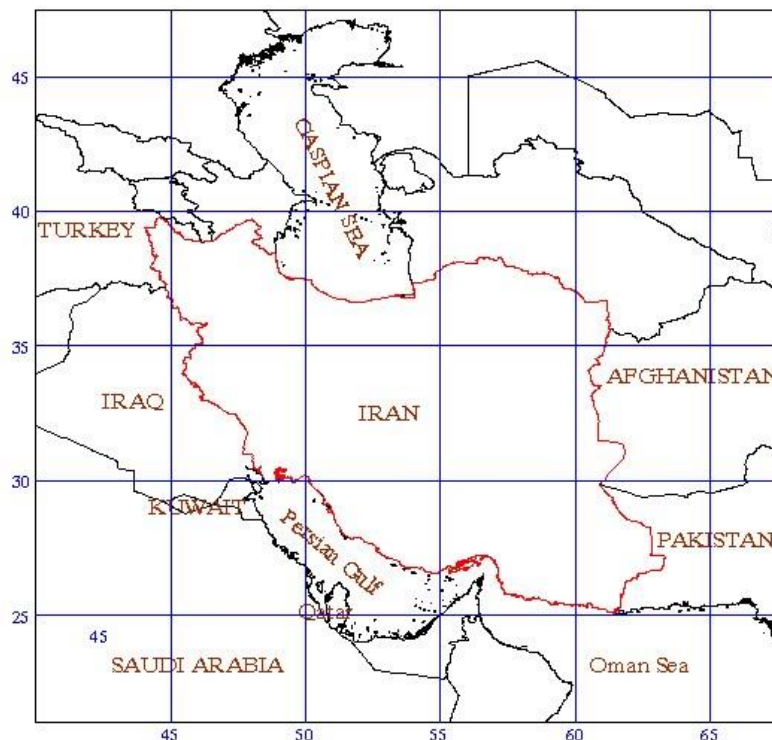 45
CASPIAN SEA
40
TURKEY
35
AFGHANISTAN
IRAQ
IRAN
30
KUWAIT
Persian Gulf
PAKISTAN
25
Qatar
45
SAUDI ARABIA
Oman Sea
45 50 55 60 65